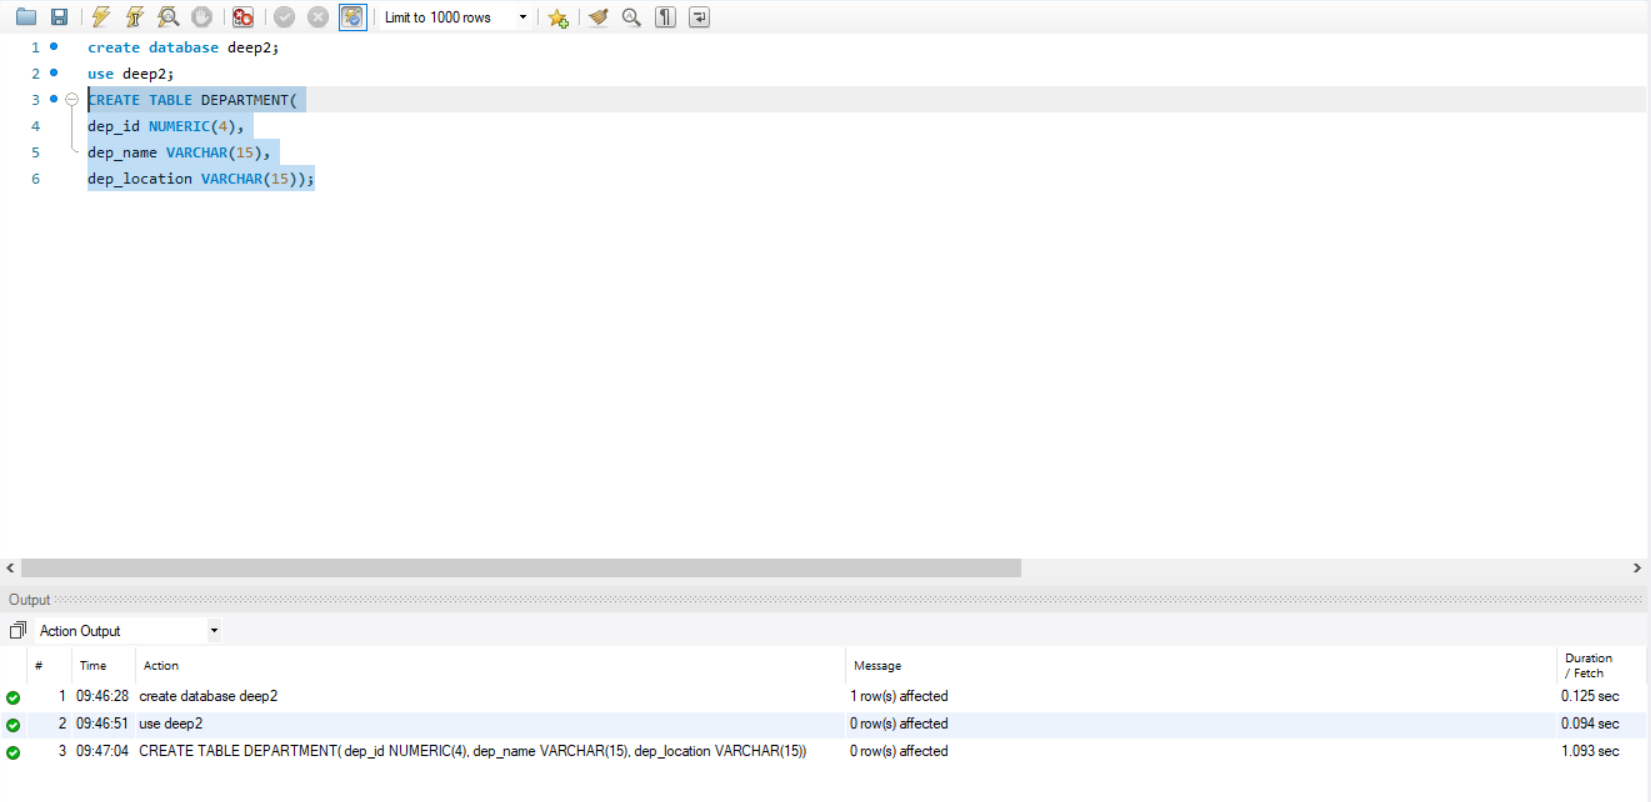 Limit to 1000 rows
1 create database deep2;
2 use deep2;
3 CREATE TABLE DEPARTMENT(
4 dep_id NUMERIC(4),
5 dep_name VARCHAR(15),
6 dep_location VARCHAR(15));
Output
Action Output
# Time Action Message Duration / Fetch
1 09:46:28 create database deep2 1 row(s) affected 0.125 sec
2 09:46:51 use deep2 0 row(s) affected 0.094 sec
3 09:47:04 CREATE TABLE DEPARTMENT( dep_id NUMERIC(4), dep_name VARCHAR(15), dep_location VARCHAR(15)) 0 row(s) affected 1.093 sec